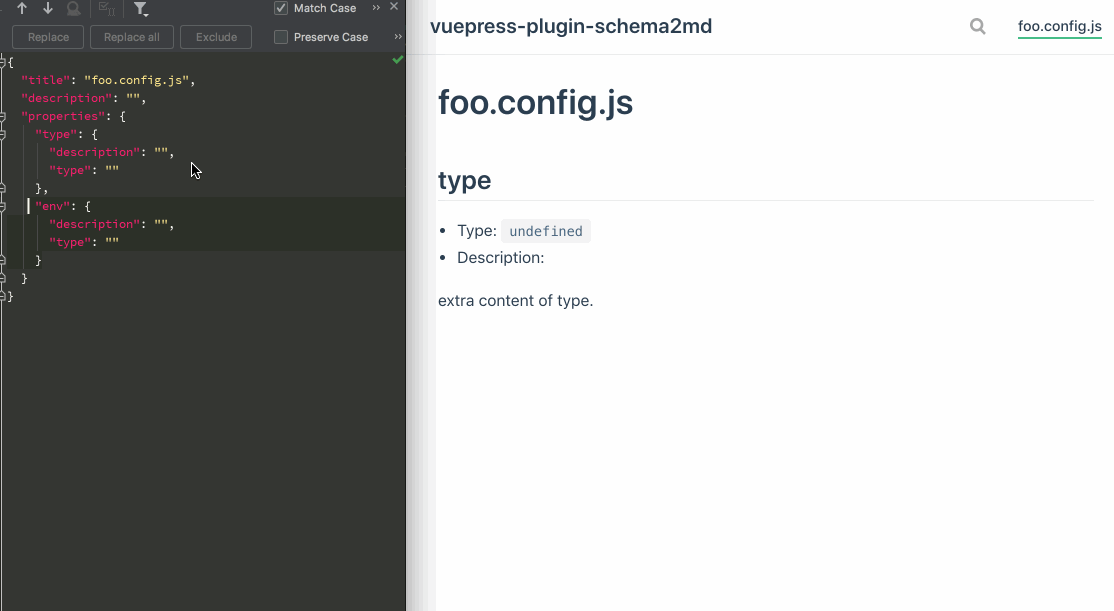 Match Case
Replace
Replace all
Exclude
Preserve Case
{
"title": "foo.config.js",
"description": "",
"properties": {
"type": {
"description": "",
"type": ""
},
"env": {
"description": "",
"type": ""
}
}
}
vuepress-plugin-schema2md
foo.config.js
foo.config.js
type
• Type: undefined
• Description:
extra content of type.